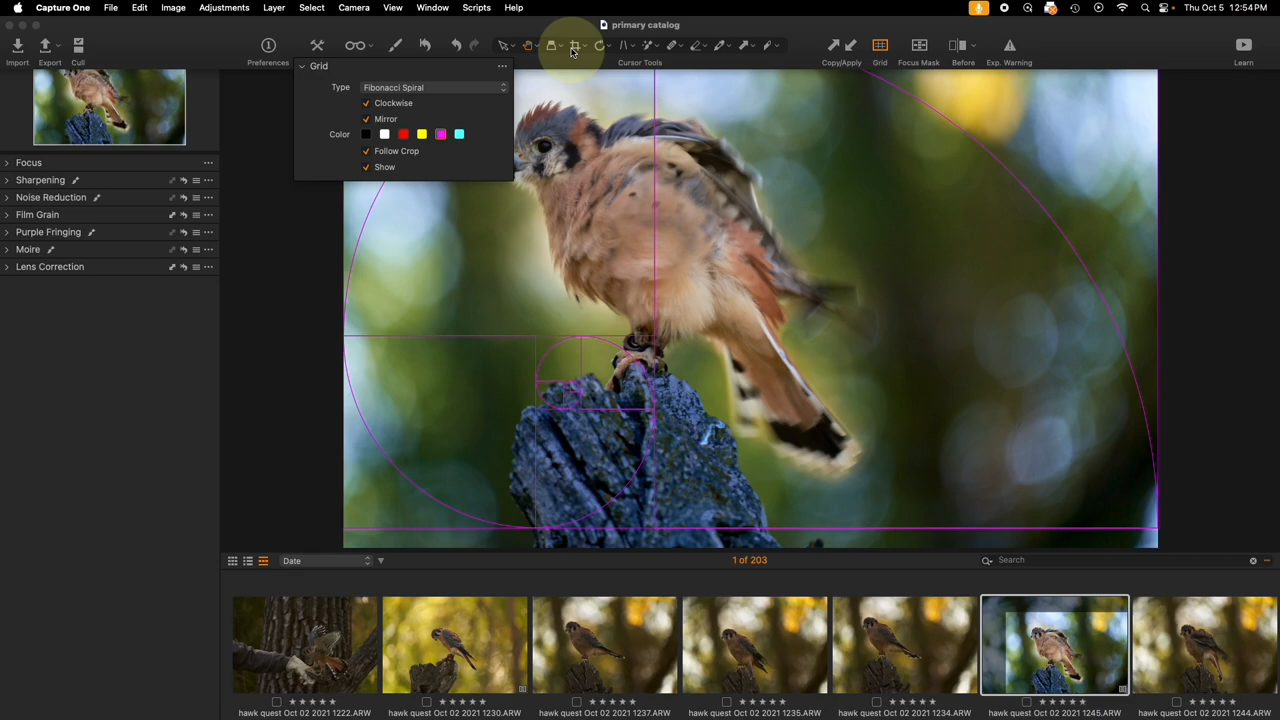 Capture One File Edit Image Adjustments Layer Select Camera View Window Scripts Help Thu Oct 5 12:54 PM
primary catalog
Import Export Cull Preferences Cursor Tools Copy/Apply Grid Focus Mask Before Exp. Warning Learn
Grid
Type Fibonacci Spiral
Clockwise
Mirror
Color
Follow Crop
Show
Focus
Sharpening
Noise Reduction
Film Grain
Purple Fringing
Moire
Lens Correction
Date 1 of 203 Search
hawk quest Oct 02 2021 1222.ARW hawk quest Oct 02 2021 1230.ARW hawk quest Oct 02 2021 1237.ARW hawk quest Oct 02 2021 1235.ARW hawk quest Oct 02 2021 1234.ARW hawk quest Oct 02 2021 1245.ARW hawk quest Oct 02 2021 1244.ARW